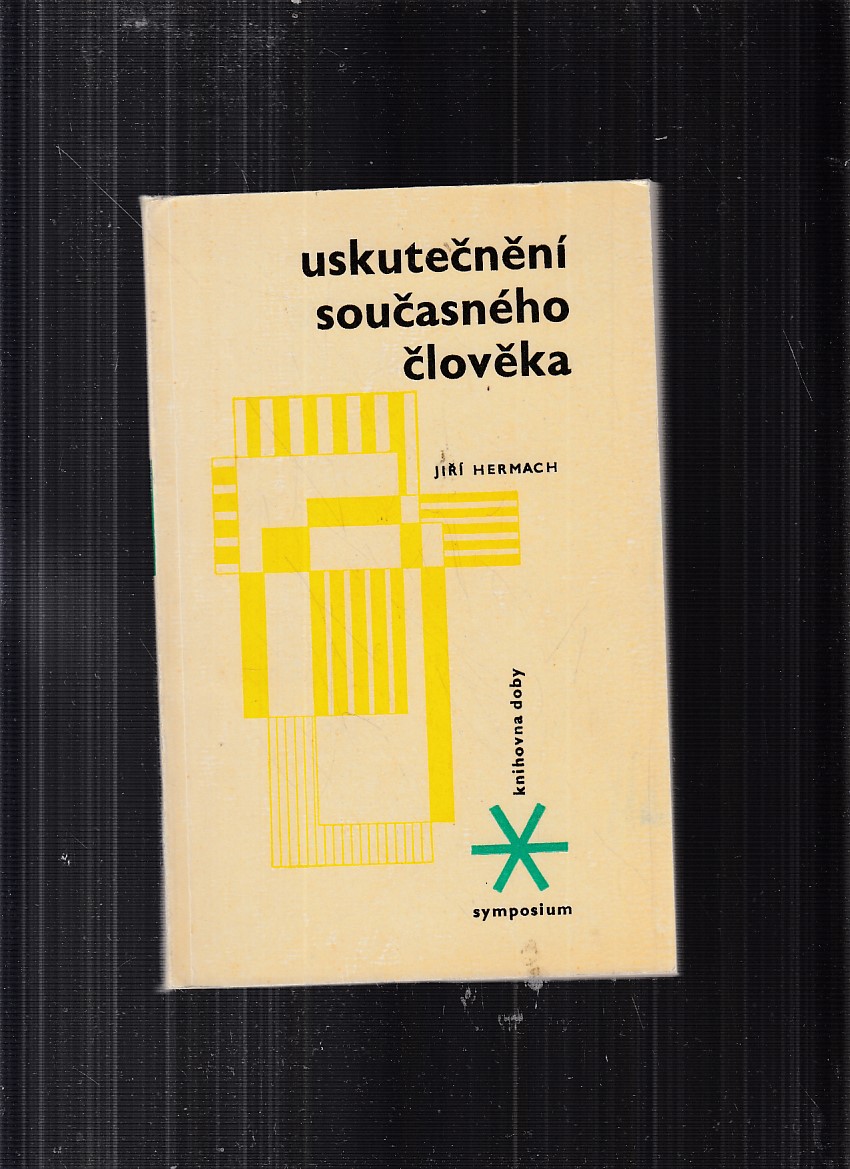 uskutečnění
současného
člověka
JIŘÍ HERMACH
knihovna doby
symposium